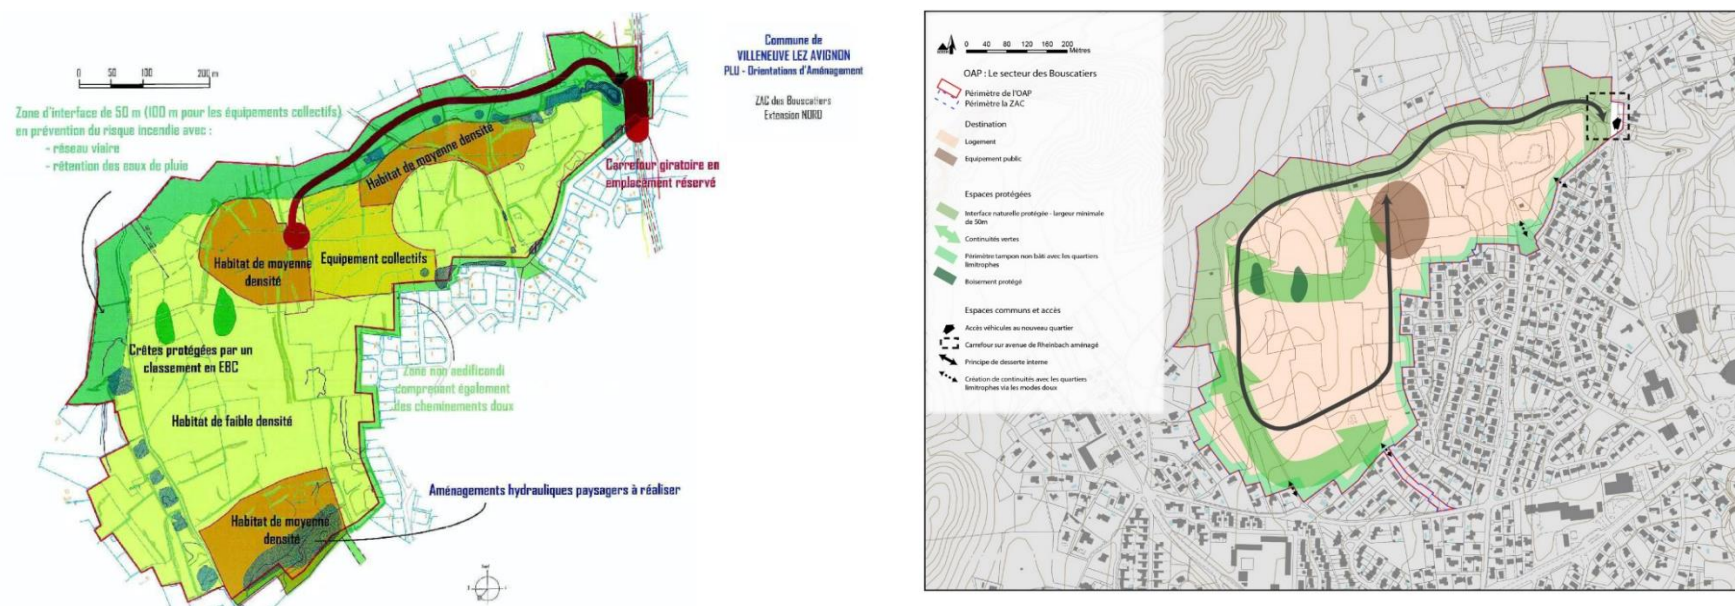 Commune de
VILLENEUVE LEZ AVIGNON
PLU - Orientations d'Aménagement
ZAC des Bouscatiers
Extension NORD
0 50 100 200 m
Zone d'interface de 50 m (100 m pour les équipements collectifs)
en prévention du risque incendie avec :
- réseau viaire
- rétention des eaux de pluie
Habitat de moyenne densité
Carrefour giratoire en
emplacement réservé
Habitat de moyenne
densité
Equipement collectifs
Crêtes protégées par un
classement en EBC
Zone non aedificandi
comprenant également
des cheminements doux
Habitat de faible densité
Aménagements hydrauliques paysagers à réaliser
Habitat de moyenne
densité
0 40 80 120 160 200
Mètres
OAP : Le secteur des Bouscatiers
Périmètre de l'OAP
Périmètre la ZAC
Destination
Logement
Equipement public
Espaces protégées
Interface naturelle protégée - largeur minimale
de 50m
Continuités vertes
Périmètre tampon non bâti avec les quartiers
limitrophes
Boisement protégé
Espaces communs et accès
Accès véhicules au nouveau quartier
Carrefour sur avenue de Rheinbach aménagé
Principe de desserte interne
Création de continuités avec les quartiers
limitrophes via les modes doux